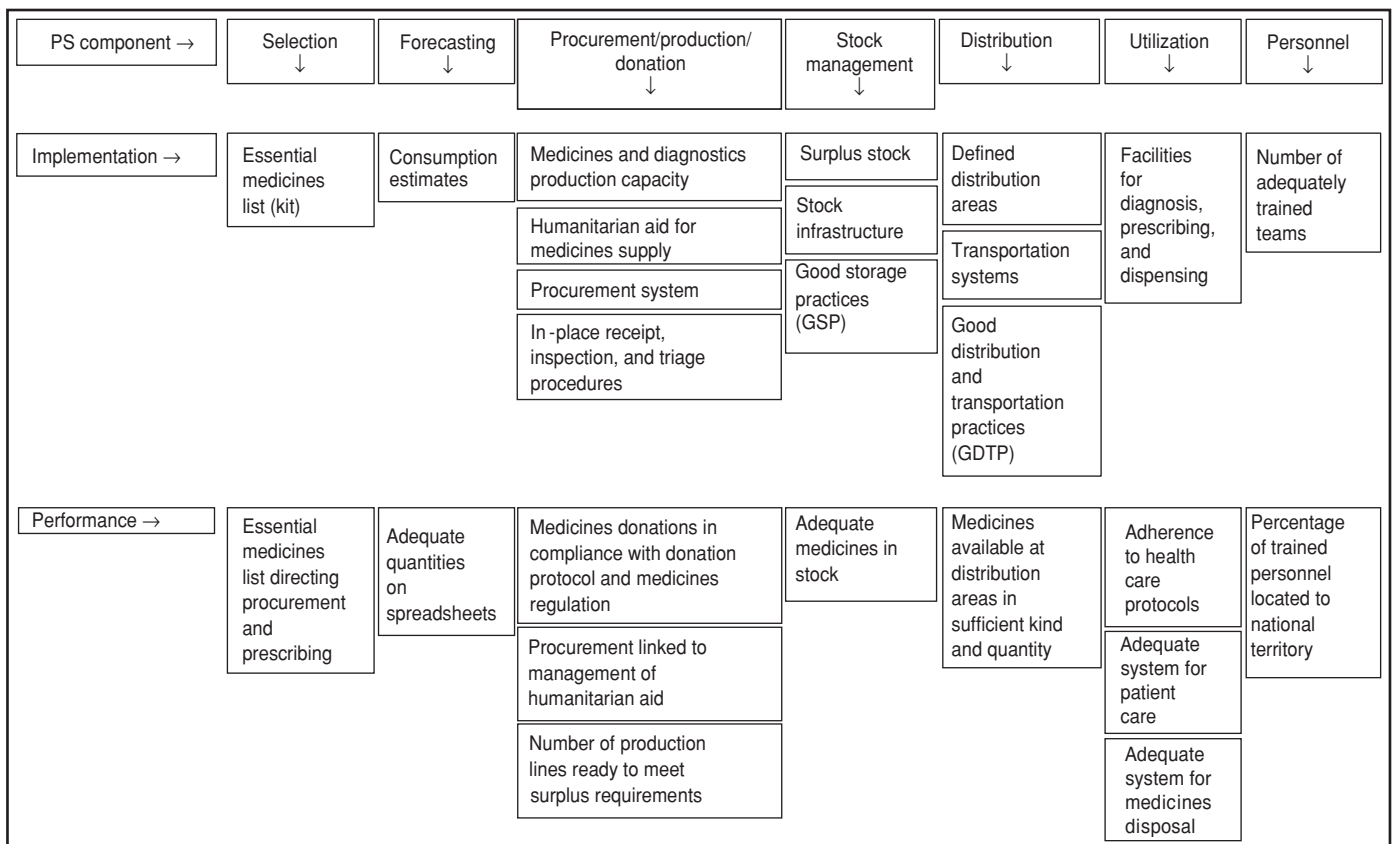 PS component →
Selection
↓
Forecasting
↓
Procurement/production/
donation
↓
Stock
management
↓
Distribution
↓
Utilization
↓
Personnel
↓
Implementation →
Essential
medicines
list (kit)
Consumption
estimates
Medicines and diagnostics
production capacity
Humanitarian aid for
medicines supply
Procurement system
In-place receipt,
inspection, and triage
procedures
Surplus stock
Stock
infrastructure
Good storage
practices
(GSP)
Defined
distribution
areas
Transportation
systems
Good
distribution
and
transportation
practices
(GDTP)
Facilities
for
diagnosis,
prescribing,
and
dispensing
Number of
adequately
trained
teams
Performance →
Essential
medicines
list directing
procurement
and
prescribing
Adequate
quantities
on
spreadsheets
Medicines donations in
compliance with donation
protocol and medicines
regulation
Procurement linked to
management of
humanitarian aid
Number of production
lines ready to meet
surplus requirements
Adequate
medicines in
stock
Medicines
available at
distribution
areas in
sufficient kind
and quantity
Adherence
to health
care
protocols
Adequate
system for
patient
care
Adequate
system for
medicines
disposal
Percentage
of trained
personnel
located to
national
territory